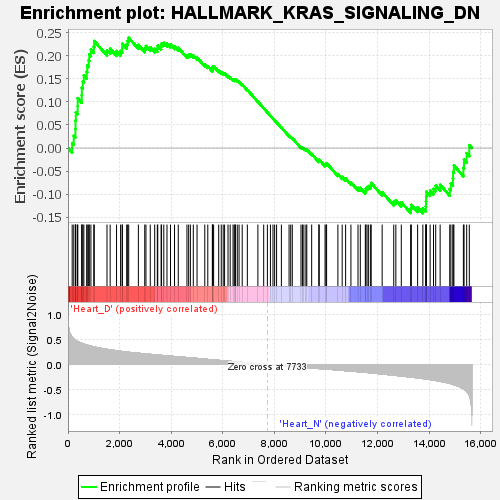 Enrichment plot: HALLMARK_KRAS_SIGNALING_DN
Enrichment score (ES)
0.25
0.20
0.15
0.10
0.05
0.00
-0.05
-0.10
-0.15
'Heart_D' (positively correlated)
Ranked list metric (Signal2Noise)
1.0
0.5
0.0
-0.5
-1.0
Zero cross at 7733
'Heart_N' (negatively correlated)
0 2,000 4,000 6,000 8,000 10,000 12,000 14,000 16,000
Rank in Ordered Dataset
Enrichment profile Hits Ranking metric scores